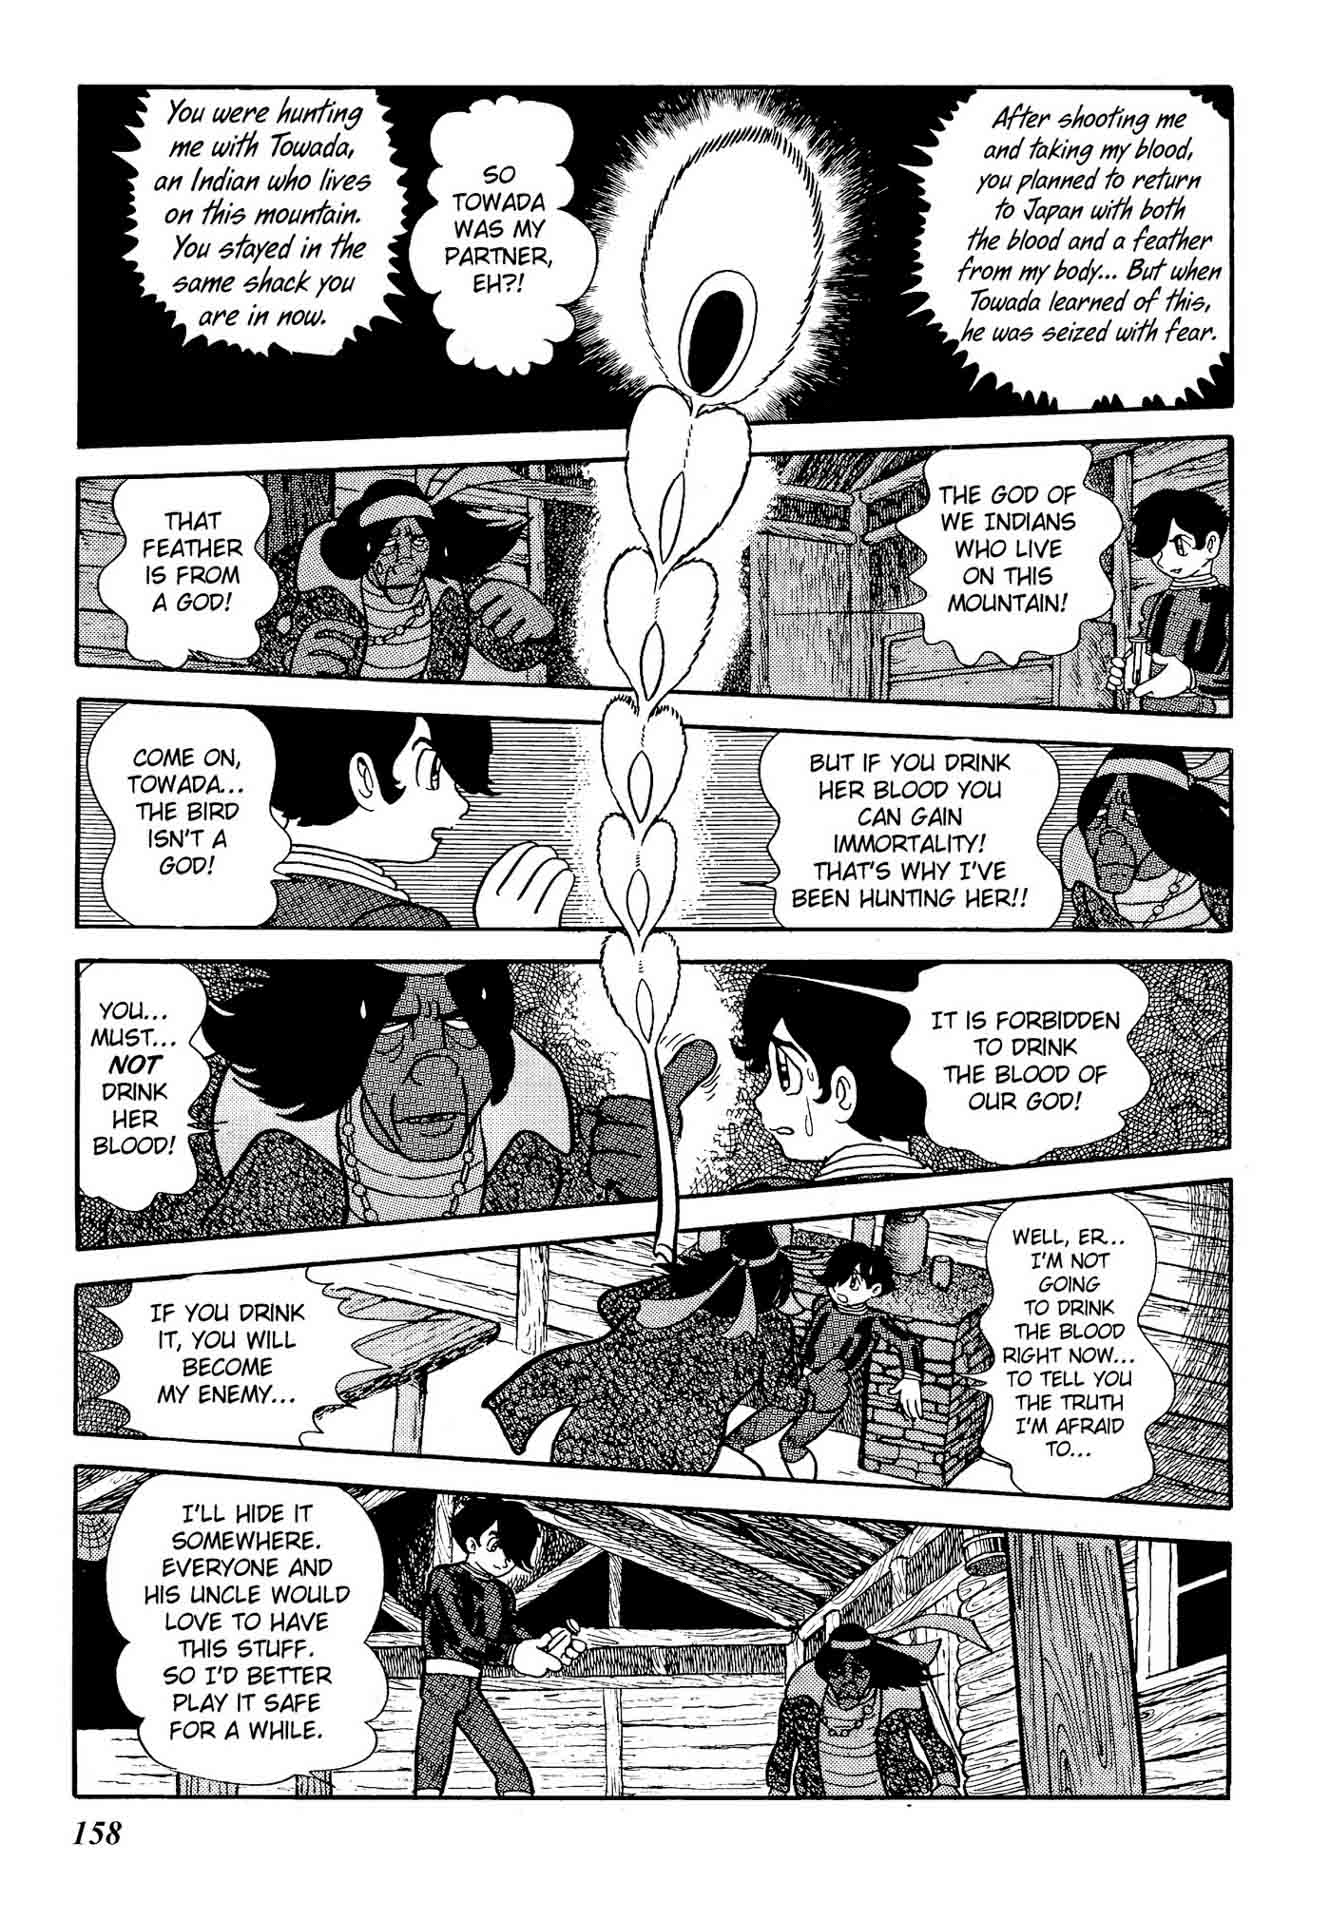 You were hunting
me with Towada,
an Indian who lives
on this mountain.
You stayed in the
same shack you
are in now.
SO
TOWADA
WAS MY
PARTNER,
EH?!
After shooting me
and taking my blood,
you planned to return
to Japan with both
the blood and a feather
from my body... But when
Towada learned of this,
he was seized with fear.
THAT
FEATHER
IS FROM
A GOD!
THE GOD OF
WE INDIANS
WHO LIVE
ON THIS
MOUNTAIN!
COME ON,
TOWADA...
THE BIRD
ISN'T A
GOD!
BUT IF YOU DRINK
HER BLOOD YOU
CAN GAIN
IMMORTALITY!
THAT'S WHY I'VE
BEEN HUNTING HER!!
YOU...
MUST...
NOT
DRINK
HER
BLOOD!
IT IS FORBIDDEN
TO DRINK
THE BLOOD OF
OUR GOD!
IF YOU DRINK
IT, YOU WILL
BECOME
MY ENEMY...
WELL, ER...
I'M NOT
GOING
TO DRINK
THE BLOOD
RIGHT NOW...
TO TELL YOU
THE TRUTH
I'M AFRAID
TO...
I'LL HIDE IT
SOMEWHERE.
EVERYONE AND
HIS UNCLE WOULD
LOVE TO HAVE
THIS STUFF.
SO I'D BETTER
PLAY IT SAFE
FOR A WHILE.
158